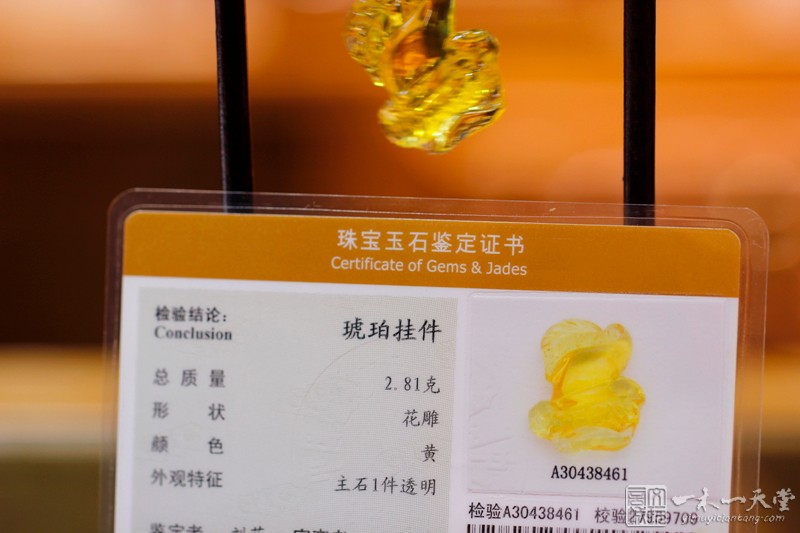 珠宝玉石鉴定证书
Certificate of Gems & Jades
检验结论：
Conclusion
琥珀挂件
总质量 2.81克
形状 花雕
颜色 黄
外观特征 主石1件透明
A30438461
检验A30438461
鉴定者
一木一天堂